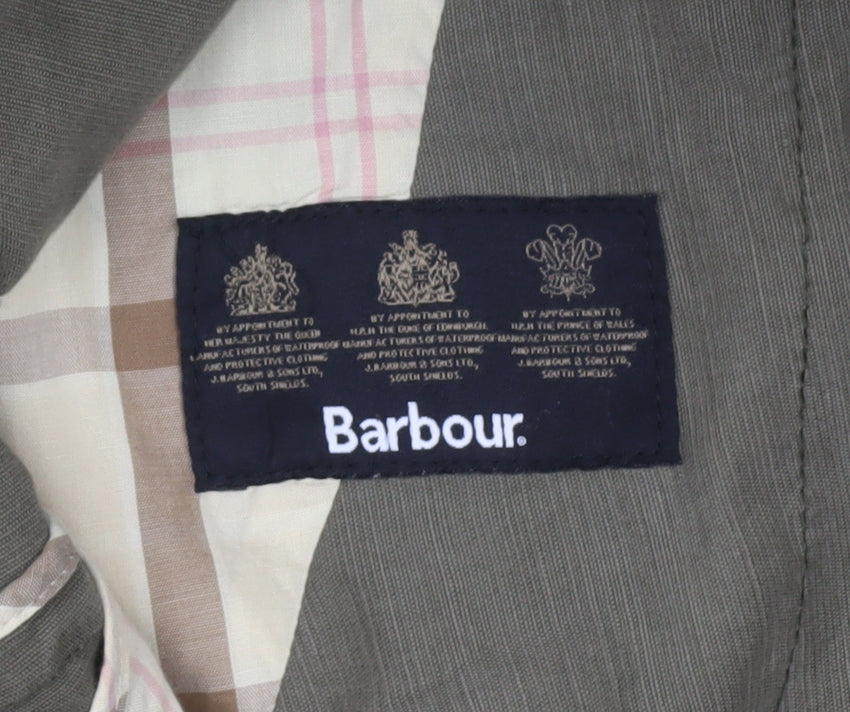 BY APPOINTMENT TO
HER MAJESTY THE QUEEN
MANUFACTURERS OF WATERPROOF
AND PROTECTIVE CLOTHING
J.BARBOUR & SONS LTD,
SOUTH SHIELDS.
BY APPOINTMENT TO
H.R.H THE DUKE OF EDINBURGH.
MANUFACTURERS OF WATERPROOF
AND PROTECTIVE CLOTHING
J.BARBOUR & SONS LTD,
SOUTH SHIELDS.
BY APPOINTMENT TO
H.R.H THE PRINCE OF WALES
MANUFACTURERS OF WATERPROOF
AND PROTECTIVE CLOTHING
J.BARBOUR & SONS LTD,
SOUTH SHIELDS.
Barbour.